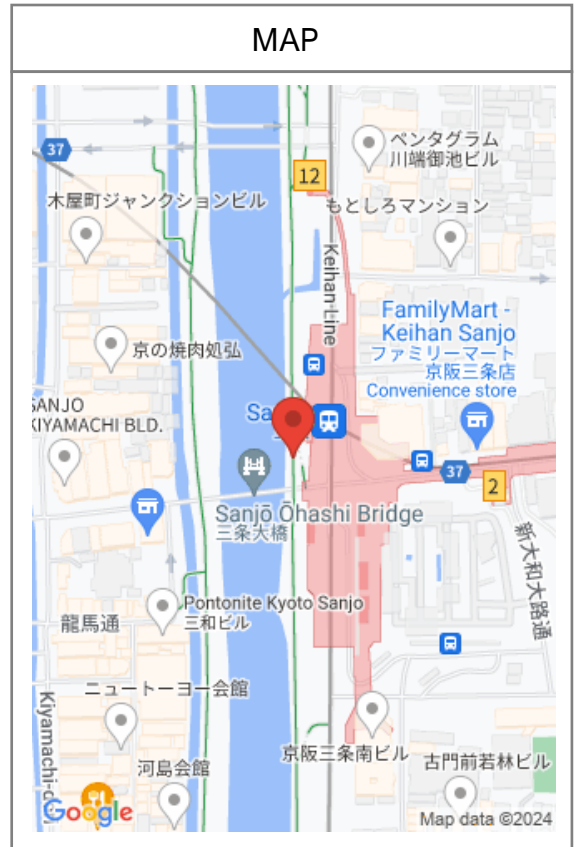 MAP
37
ペンタグラム
川端御池ビル
12
木屋町ジャンクションビル
もとしろマンション
Keihan Line
FamilyMart -
Keihan Sanjo
ファミリーマート
京阪三条店
Convenience store
京の焼肉処弘
SANJO
KIYAMACHI BLD.
Sa
37
2
Sanjō Ōhashi Bridge
三条大橋
新大和大路通
Pontonite Kyoto Sanjo
三和ビル
龍馬通
ニュートーヨー会館
Kiyamachi-d
京阪三条南ビル
河島会館
古門前若林ビル
Google
Map data ©2024